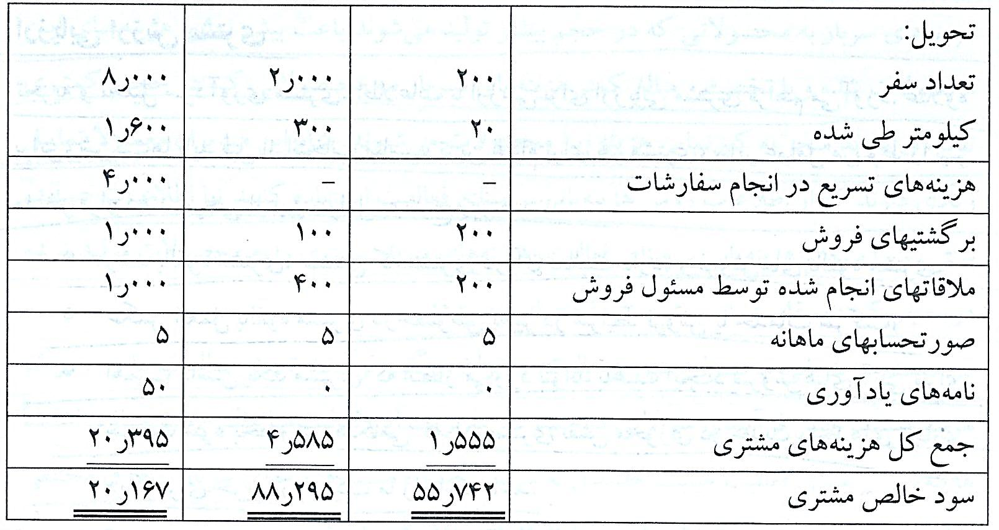 تحویل:
تعداد سفر ۲۰۰ ۲ر۰۰۰ ۸ر۰۰۰
کیلومتر طی شده ۲۰ ۳۰۰ ۱ر۶۰۰
هزینه‌های تسریع در انجام سفارشات – – ۴ر۰۰۰
برگشتیهای فروش ۲۰۰ ۱۰۰ ۱ر۰۰۰
ملاقاتهای انجام شده توسط مسئول فروش ۲۰۰ ۴۰۰ ۱ر۰۰۰
صورتحسابهای ماهانه ۵ ۵ ۵
نامه‌های یادآوری ۰ ۰ ۵۰
جمع کل هزینه‌های مشتری ۱ر۵۵۵ ۴ر۵۸۵ ۲۰ر۳۹۵
سود خالص مشتری ۵۵ر۷۴۲ ۸۸ر۲۹۵ ۲۰ر۱۶۷